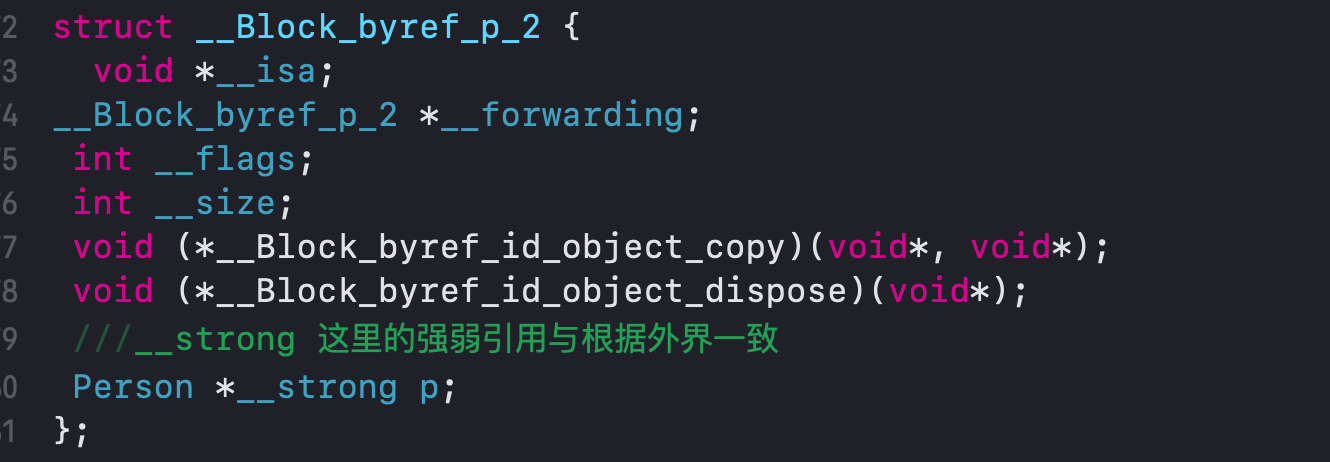 2 struct __Block_byref_p_2 {
3 void *__isa;
4 __Block_byref_p_2 *__forwarding;
5 int __flags;
6 int __size;
7 void (*__Block_byref_id_object_copy)(void*, void*);
8 void (*__Block_byref_id_object_dispose)(void*);
9 ///__strong 这里的强弱引用与根据外界一致
0 Person *__strong p;
1 };